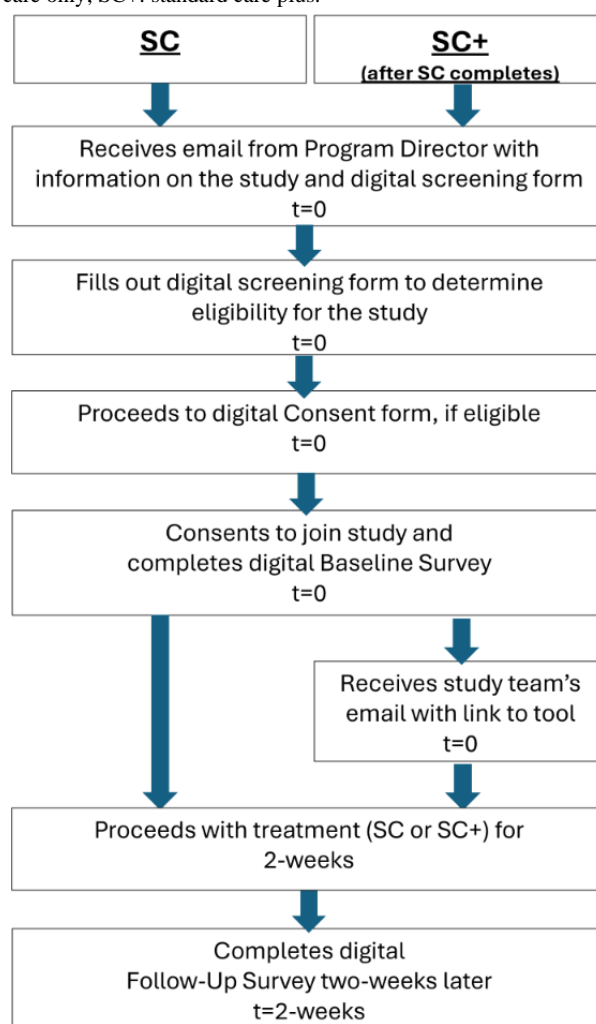 care only; SC+: standard care plus.
SC
SC+
(after SC completes)
Receives email from Program Director with
information on the study and digital screening form
t=0
Fills out digital screening form to determine
eligibility for the study
t=0
Proceeds to digital Consent form, if eligible
t=0
Consents to join study and
completes digital Baseline Survey
t=0
Receives study team's
email with link to tool
t=0
Proceeds with treatment (SC or SC+) for
2-weeks
Completes digital
Follow-Up Survey two-weeks later
t=2-weeks